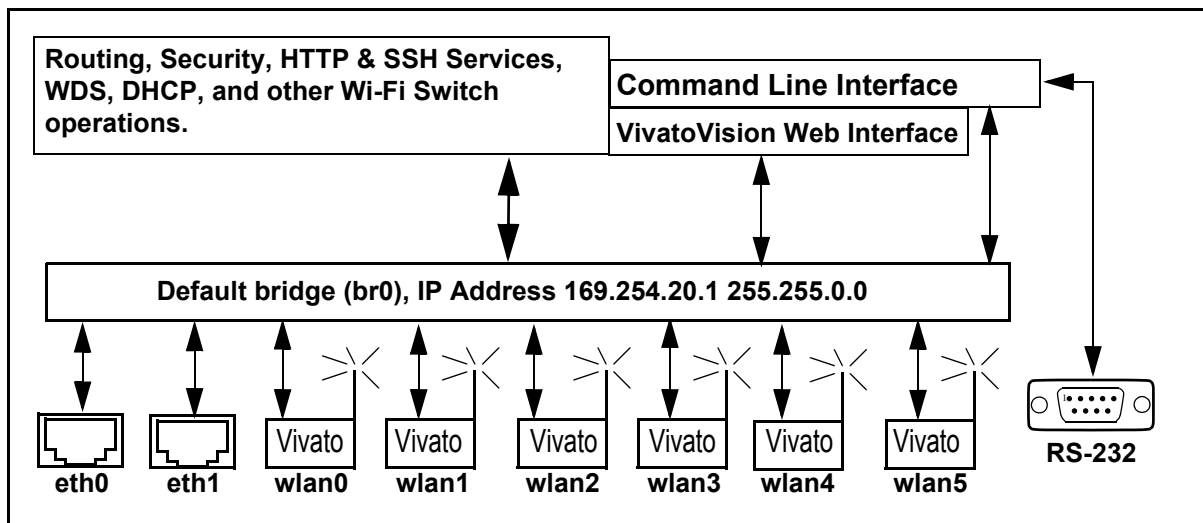 Routing, Security, HTTP & SSH Services,
WDS, DHCP, and other Wi-Fi Switch
operations.
Command Line Interface
VivatoVision Web Interface
Default bridge (br0), IP Address 169.254.20.1 255.255.0.0
Vivato Vivato Vivato Vivato Vivato Vivato
1
eth0 eth1 wlan0 wlan1 wlan2 wlan3 wlan4 wlan5
RS-232